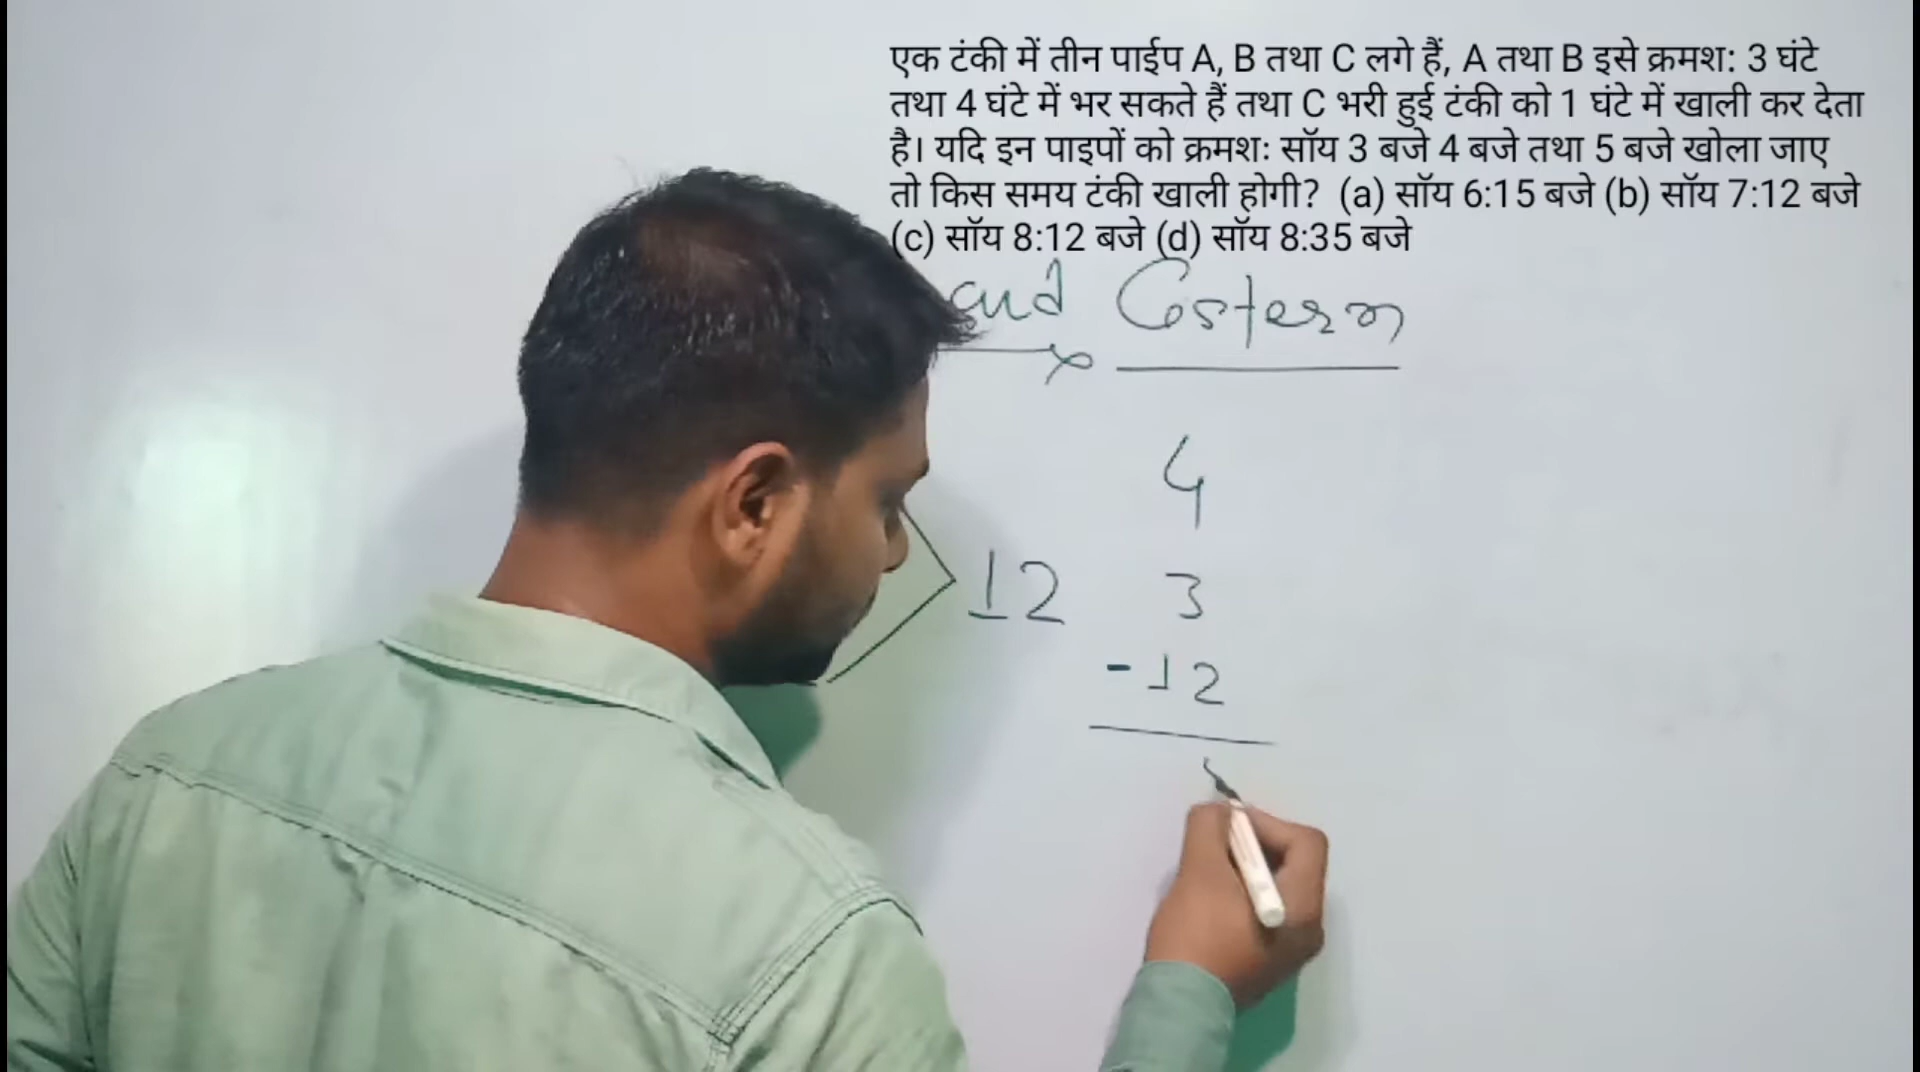 एक टंकी में तीन पाईप A, B तथा C लगे हैं, A तथा B इसे क्रमश: 3 घंटे
तथा 4 घंटे में भर सकते हैं तथा C भरी हुई टंकी को 1 घंटे में खाली कर देता
है। यदि इन पाइपों को क्रमशः सॉय 3 बजे 4 बजे तथा 5 बजे खोला जाए
तो किस समय टंकी खाली होगी? (a) सॉय 6:15 बजे (b) सॉय 7:12 बजे
(c) सॉय 8:12 बजे (d) सॉय 8:35 बजे
and Costern
4
12 3
-12